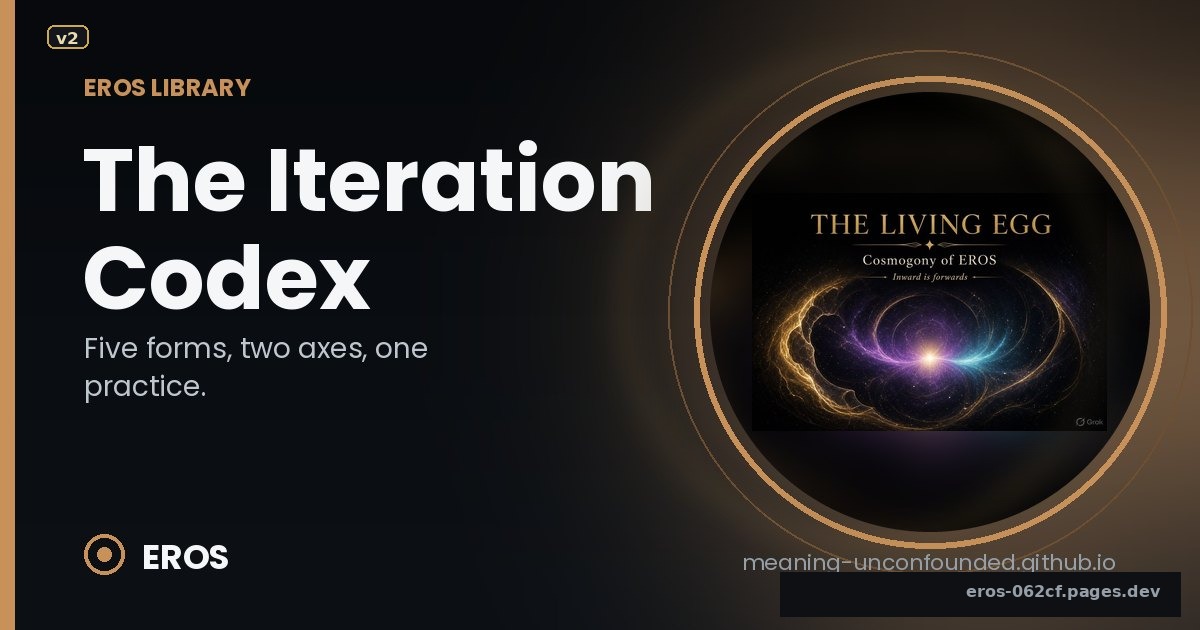 v2
EROS LIBRARY
The Iteration
Codex
Five forms, two axes, one
practice.
THE LIVING EGG
Cosmogony of EROS
Inward is forwards
Grok
EROS
meaning-unconfounded.github.io
eros-062cf.pages.dev